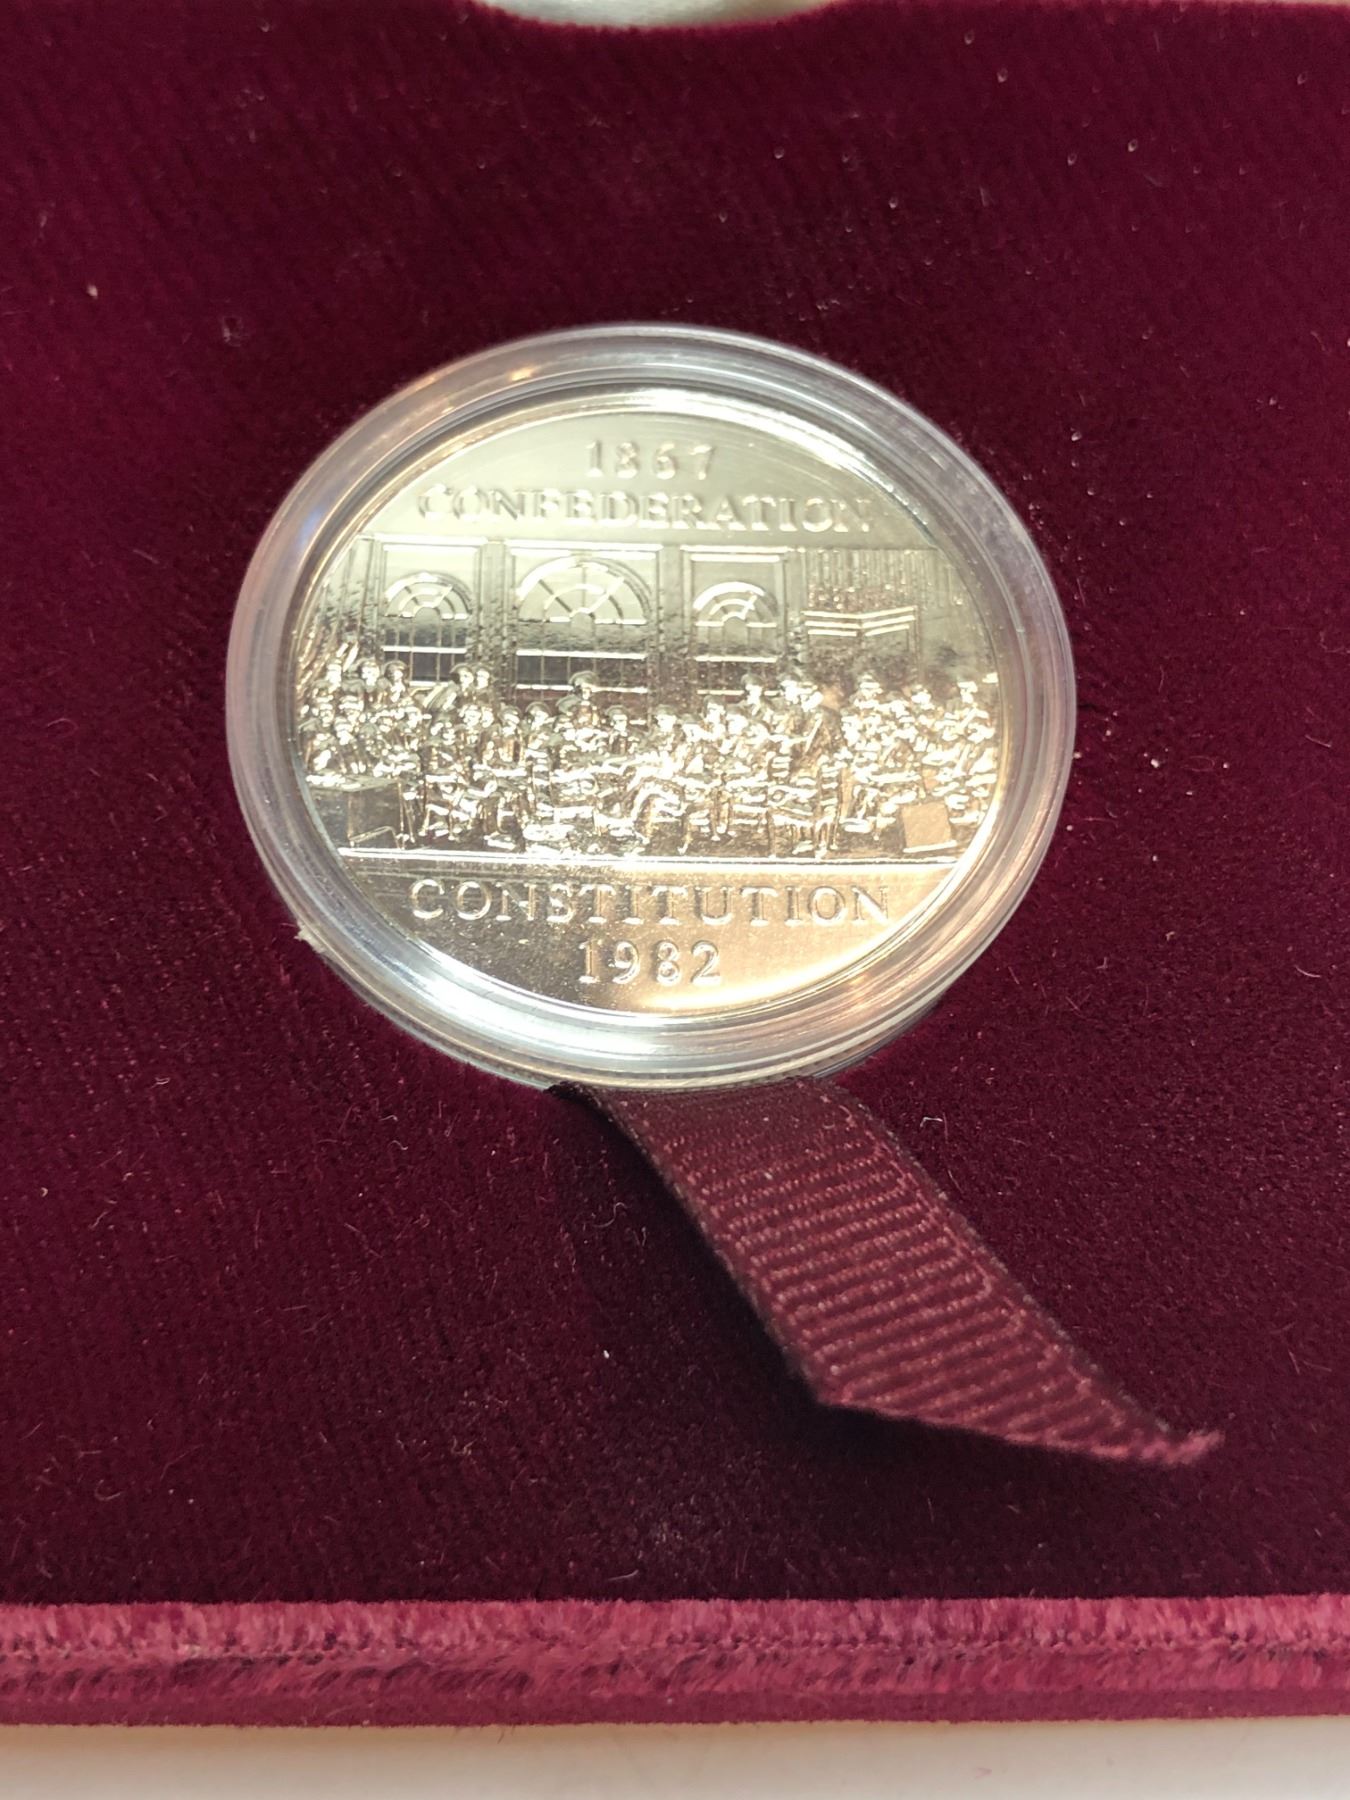 1867
CONFEDERATION
CONSTITUTION
1982